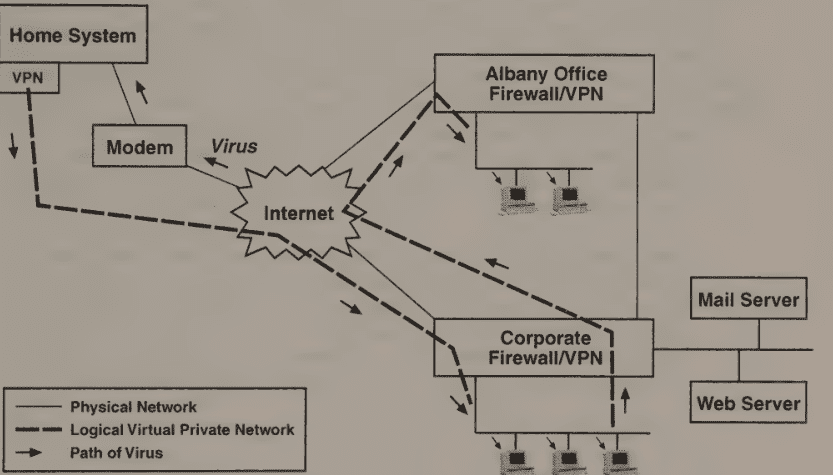 Home System
VPN
Modem
Virus
Internet
Albany Office
Firewall/VPN
Corporate
Firewall/VPN
Mail Server
Web Server
Physical Network
Logical Virtual Private Network
Path of Virus